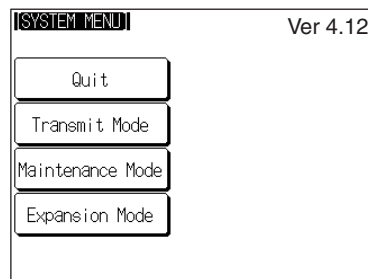 [SYSTEM MENU]
Ver 4.12
Quit
Transmit Mode
Maintenance Mode
Expansion Mode